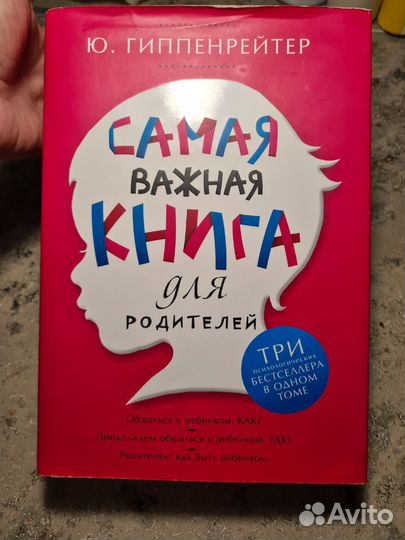 Ю. ГИППЕНРЕЙТЕР
САМАЯ
ВАЖНАЯ
КНИГА
для
РОДИТЕЛЕЙ
ТРИ
ПСИХОЛОГИЧЕСКИХ
БЕСТСЕЛЛЕРА
В ОДНОМ
ТОМЕ
Общаться с ребенком. КАК?
Продолжаем общаться с ребенком. ТАК?
Родителям: как быть ребенком.
Avito